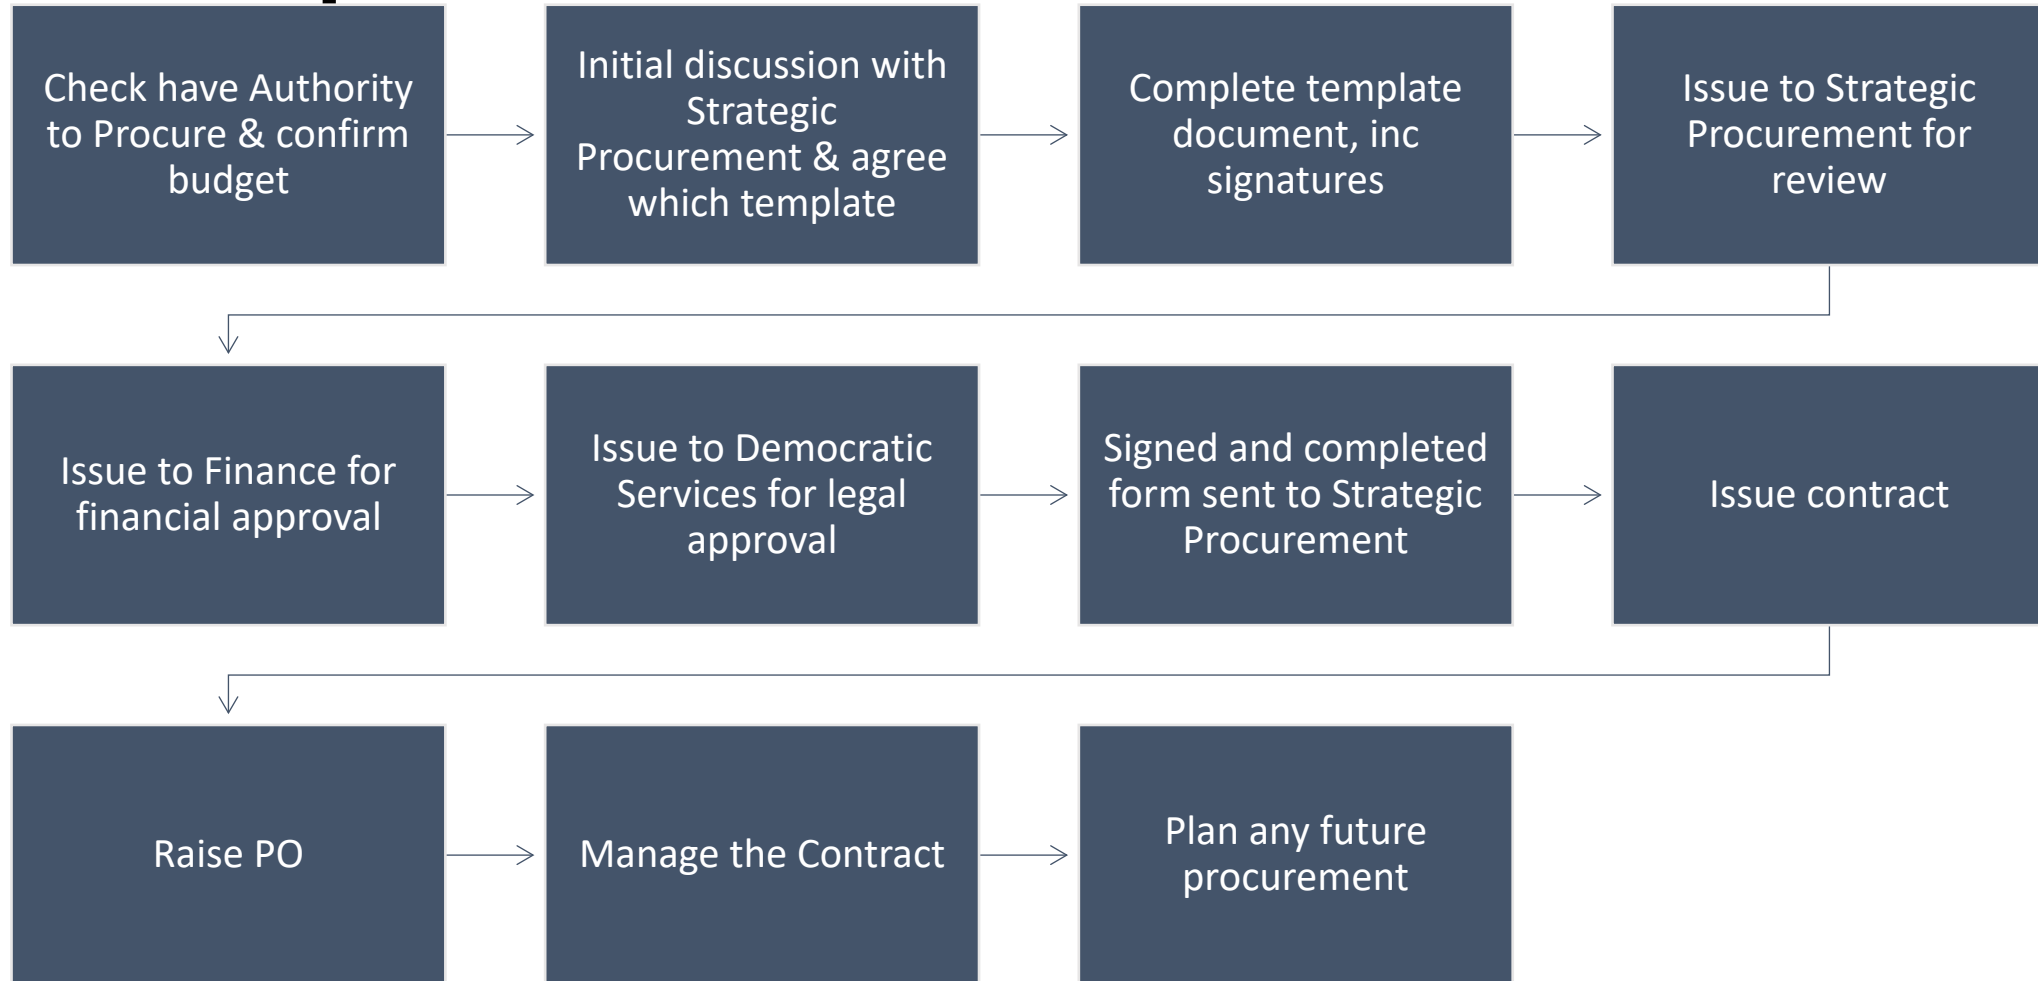 Check have Authority
to Procure & confirm
budget
Initial discussion with
Strategic
Procurement & agree
which template
Complete template
document, inc
signatures
Issue to Strategic
Procurement for
review
Issue to Finance for
financial approval
Issue to Democratic
Services for legal
approval
Signed and completed
form sent to Strategic
Procurement
Issue contract
Raise PO
Manage the Contract
Plan any future
procurement